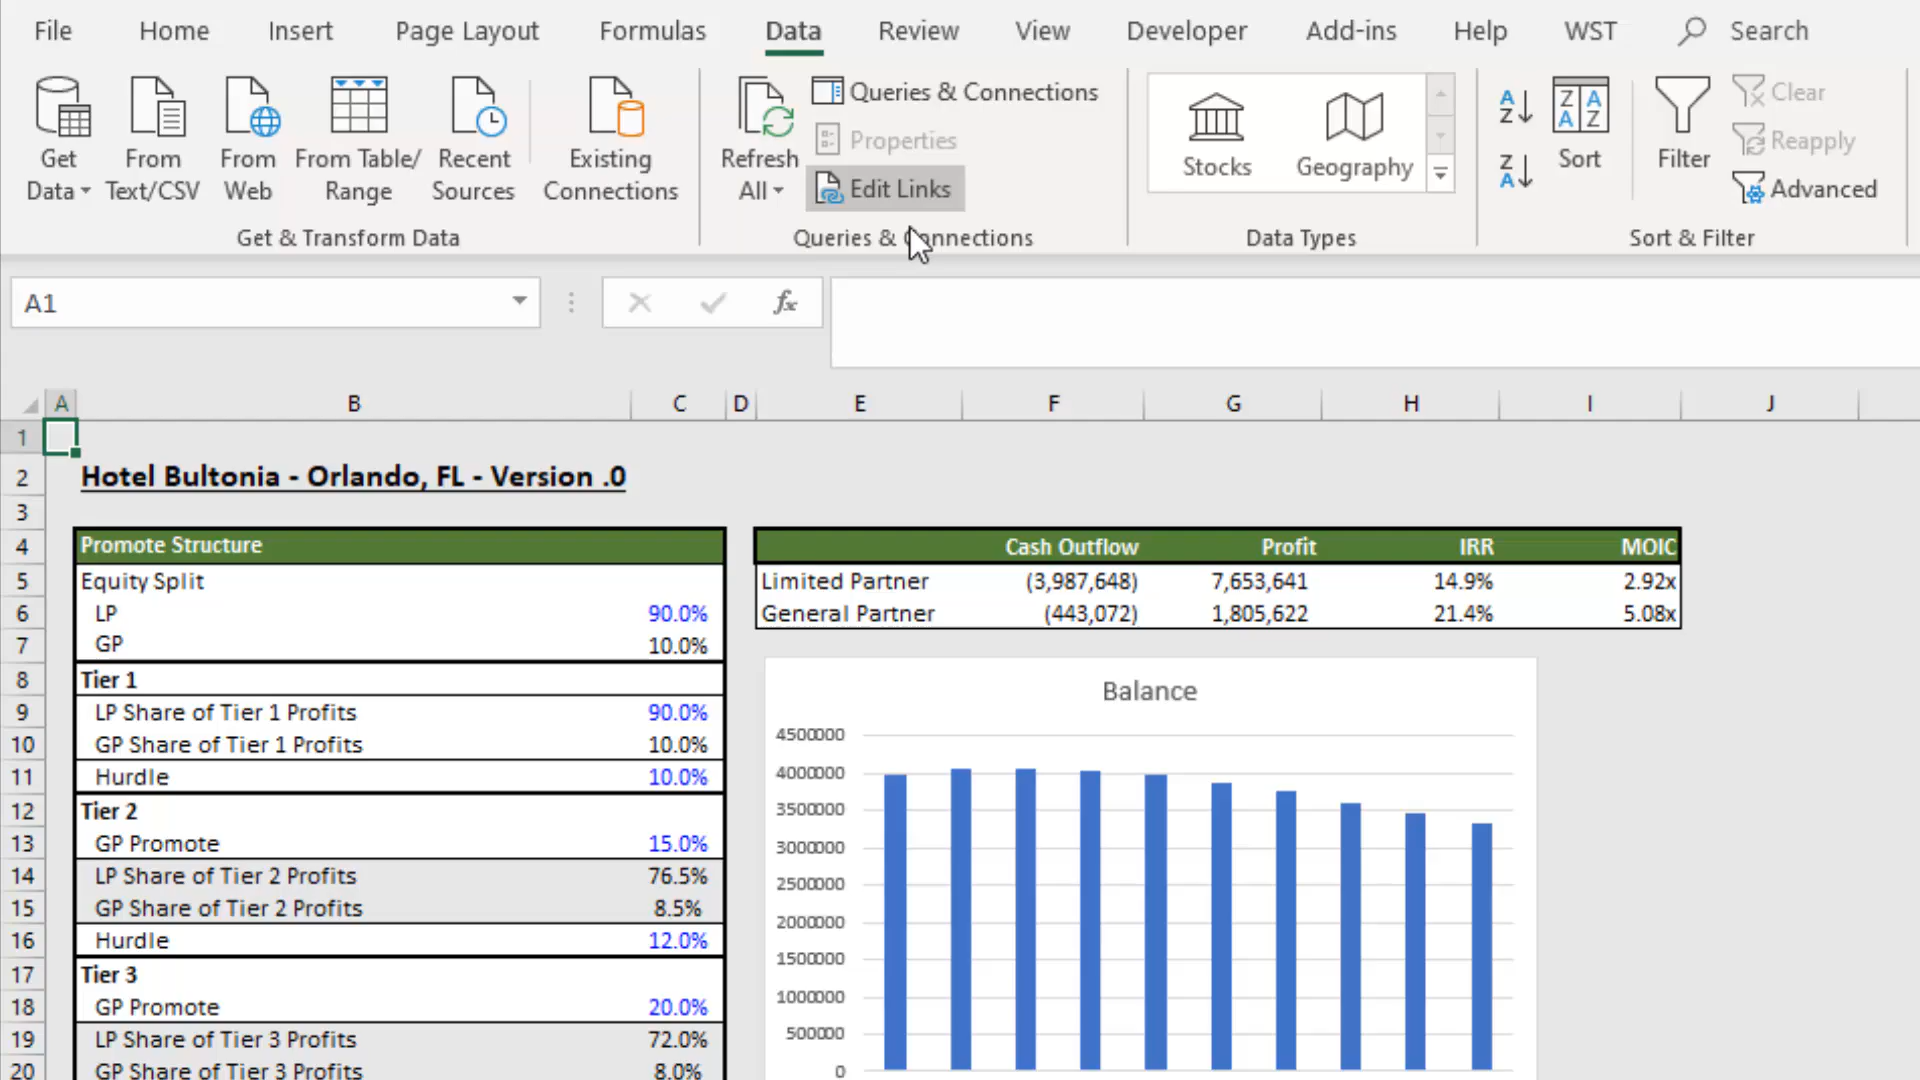 File Home Insert Page Layout Formulas Data Review View Developer Add-ins Help WST Search
Get Data
From Text/CSV
From Web
From Table/ Range
Recent Sources
Existing Connections
Get & Transform Data
Refresh All
Queries & Connections
Properties
Edit Links
Queries & Connections
Stocks
Geography
Data Types
A Z
Z A
Z A A Z
Sort
Filter
Clear
Reapply
Advanced
Sort & Filter
A1
fx
A B C D E F G H I J
1
2 Hotel Bultonia - Orlando, FL - Version .0
3
4 Promote Structure Cash Outflow Profit IRR MOIC
5 Equity Split Limited Partner (3,987,648) 7,653,641 14.9% 2.92x
6 LP 90.0% General Partner (443,072) 1,805,622 21.4% 5.08x
7 GP 10.0%
8 Tier 1
9 LP Share of Tier 1 Profits 90.0%
10 GP Share of Tier 1 Profits 10.0%
11 Hurdle 10.0%
12 Tier 2
13 GP Promote 15.0%
14 LP Share of Tier 2 Profits 76.5%
15 GP Share of Tier 2 Profits 8.5%
16 Hurdle 12.0%
17 Tier 3
18 GP Promote 20.0%
19 LP Share of Tier 3 Profits 72.0%
20 GP Share of Tier 3 Profits 8.0%
Balance
4500000
4000000
3500000
3000000
2500000
2000000
1500000
1000000
500000
0